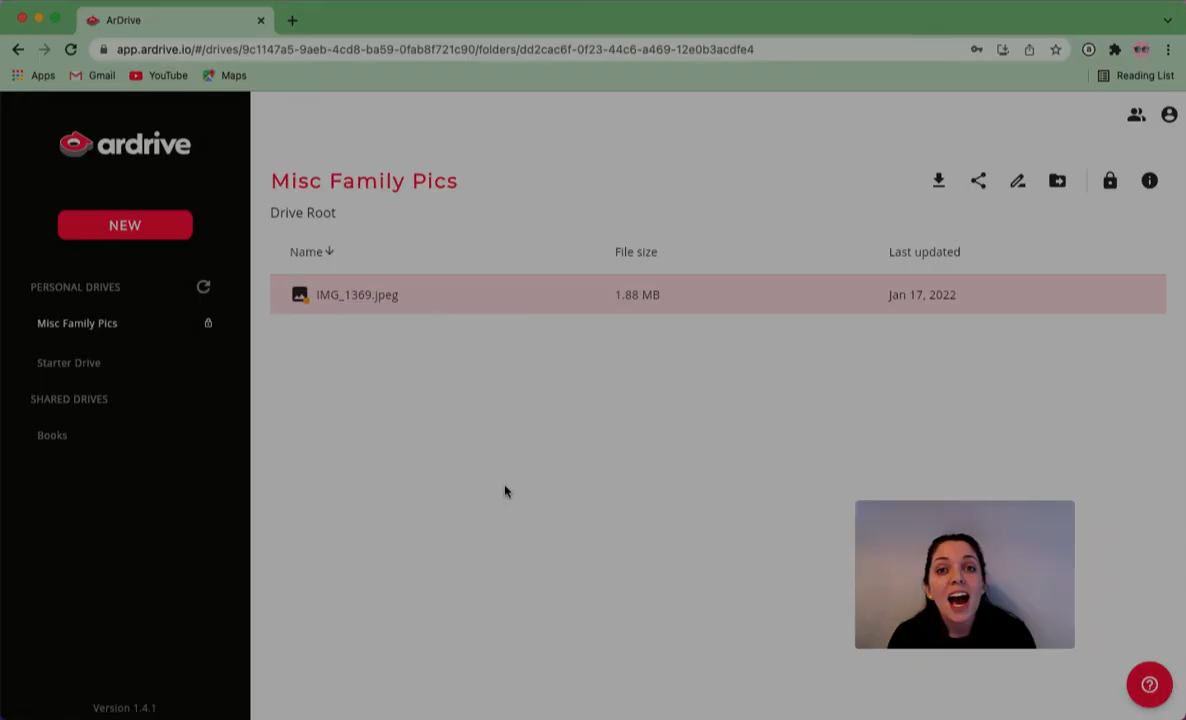 ArDrive
app.ardrive.io/#/drives/9c1147a5-9aeb-4cd8-ba59-0fab8f721c90/folders/dd2cac6f-0f23-44c6-a469-12e0b3acdfe4
Apps Gmail YouTube Maps Reading List
ardrive
NEW
PERSONAL DRIVES
Misc Family Pics
Starter Drive
SHARED DRIVES
Books
Version 1.4.1
Misc Family Pics
Drive Root
Name File size Last updated
IMG_1369.jpeg 1.88 MB Jan 17, 2022